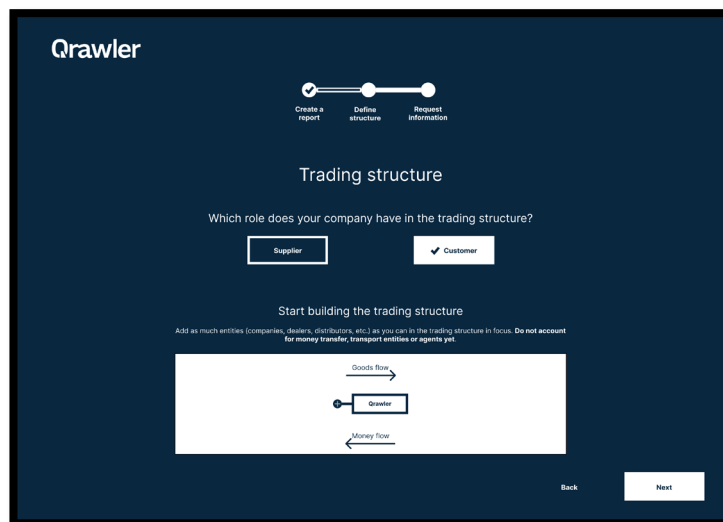 Qrawler
Create a
report
Define
structure
Request
information
Trading structure
Which role does your company have in the trading structure?
Supplier
Customer
Start building the trading structure
Add as much entities (companies, dealers, distributors, etc.) as you can in the trading structure in focus. Do not account
for money transfer, transport entities or agents yet.
Goods flow
Qrawler
Money flow
Back
Next